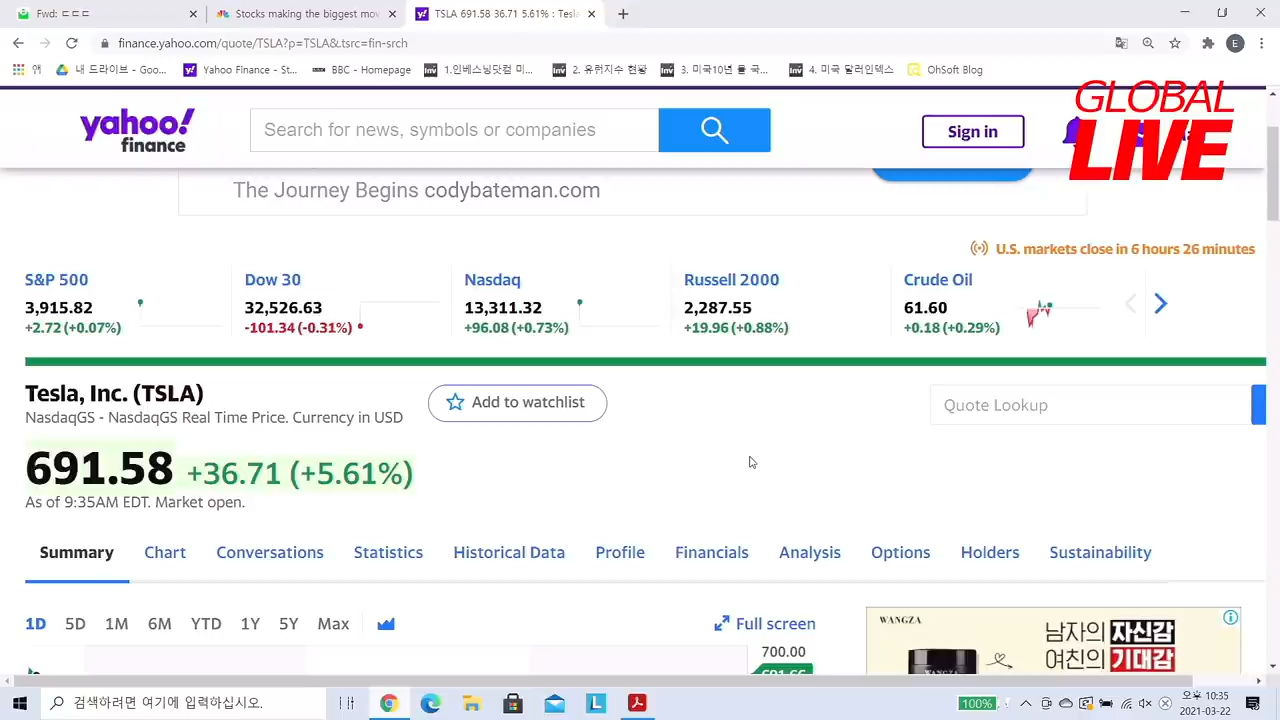 Fwd: ㄷㄷㄷ
Stocks making the biggest mov
TSLA 691.58 36.71 5.61% : Tesla
finance.yahoo.com/quote/TSLA?p=TSLA&.tsrc=fin-srch
E
앱
내 드라이브 - Goo...
Yahoo Finance - St...
BBC - Homepage
1.인베스닝닷컴 미...
2. 유럽지수 현황
3. 미국10년 물 국...
4. 미국 달러인덱스
OhSoft Blog
GLOBAL
LIVE
yahoo!
finance
Search for news, symbols or companies
Sign in
The Journey Begins codybateman.com
U.S. markets close in 6 hours 26 minutes
S&P 500
3,915.82
+2.72 (+0.07%)
Dow 30
32,526.63
-101.34 (-0.31%)
Nasdaq
13,311.32
+96.08 (+0.73%)
Russell 2000
2,287.55
+19.96 (+0.88%)
Crude Oil
61.60
+0.18 (+0.29%)
Tesla, Inc. (TSLA)
NasdaqGS - NasdaqGS Real Time Price. Currency in USD
Add to watchlist
Quote Lookup
691.58 +36.71 (+5.61%)
As of 9:35AM EDT. Market open.
Summary Chart Conversations Statistics Historical Data Profile Financials Analysis Options Holders Sustainability
1D 5D 1M 6M YTD 1Y 5Y Max
Full screen
700.00
WANGZA
남자의 자신감
여친의 기대감
검색하려면 여기에 입력하십시오.
100%
오후 10:35
2021-03-22